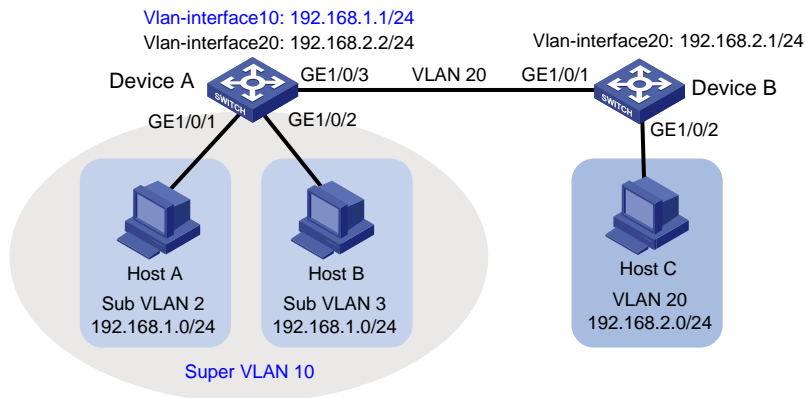 Vlan-interface10: 192.168.1.1/24
Vlan-interface20: 192.168.2.2/24
Vlan-interface20: 192.168.2.1/24
Device A
GE1/0/3
VLAN 20
GE1/0/1
Device B
SWITCH
SWITCH
GE1/0/1
GE1/0/2
GE1/0/2
Host A
Host B
Host C
Sub VLAN 2
192.168.1.0/24
Sub VLAN 3
192.168.1.0/24
VLAN 20
192.168.2.0/24
Super VLAN 10